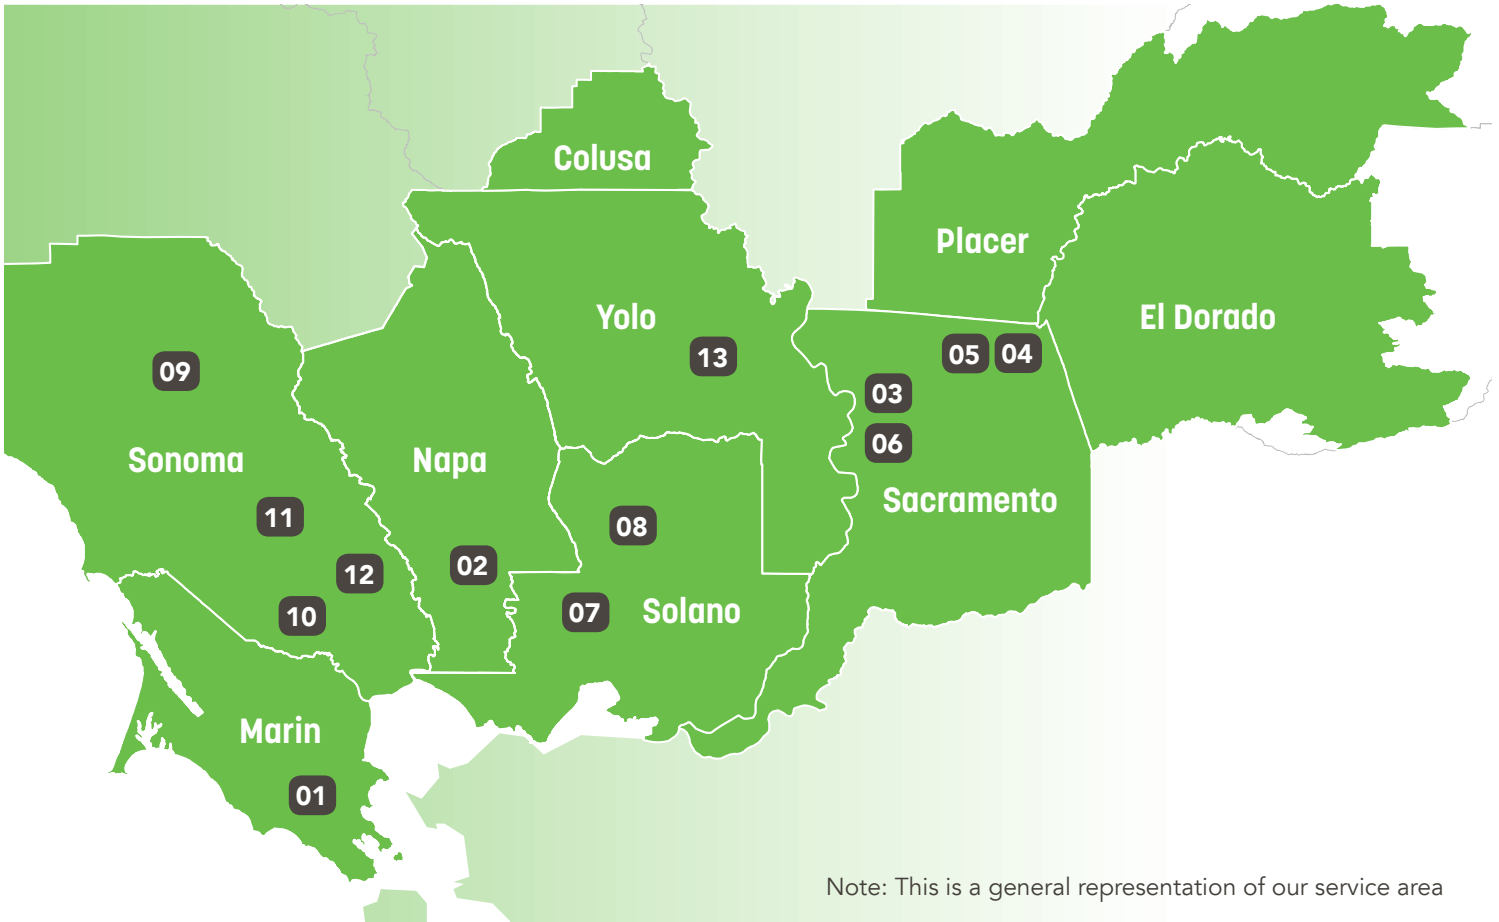 Colusa
Placer
Yolo
El Dorado
13
05 04
09
03
06
Sonoma
Napa
Sacramento
11
08
02
12
10
07
Solano
Marin
01
Note: This is a general representation of our service area